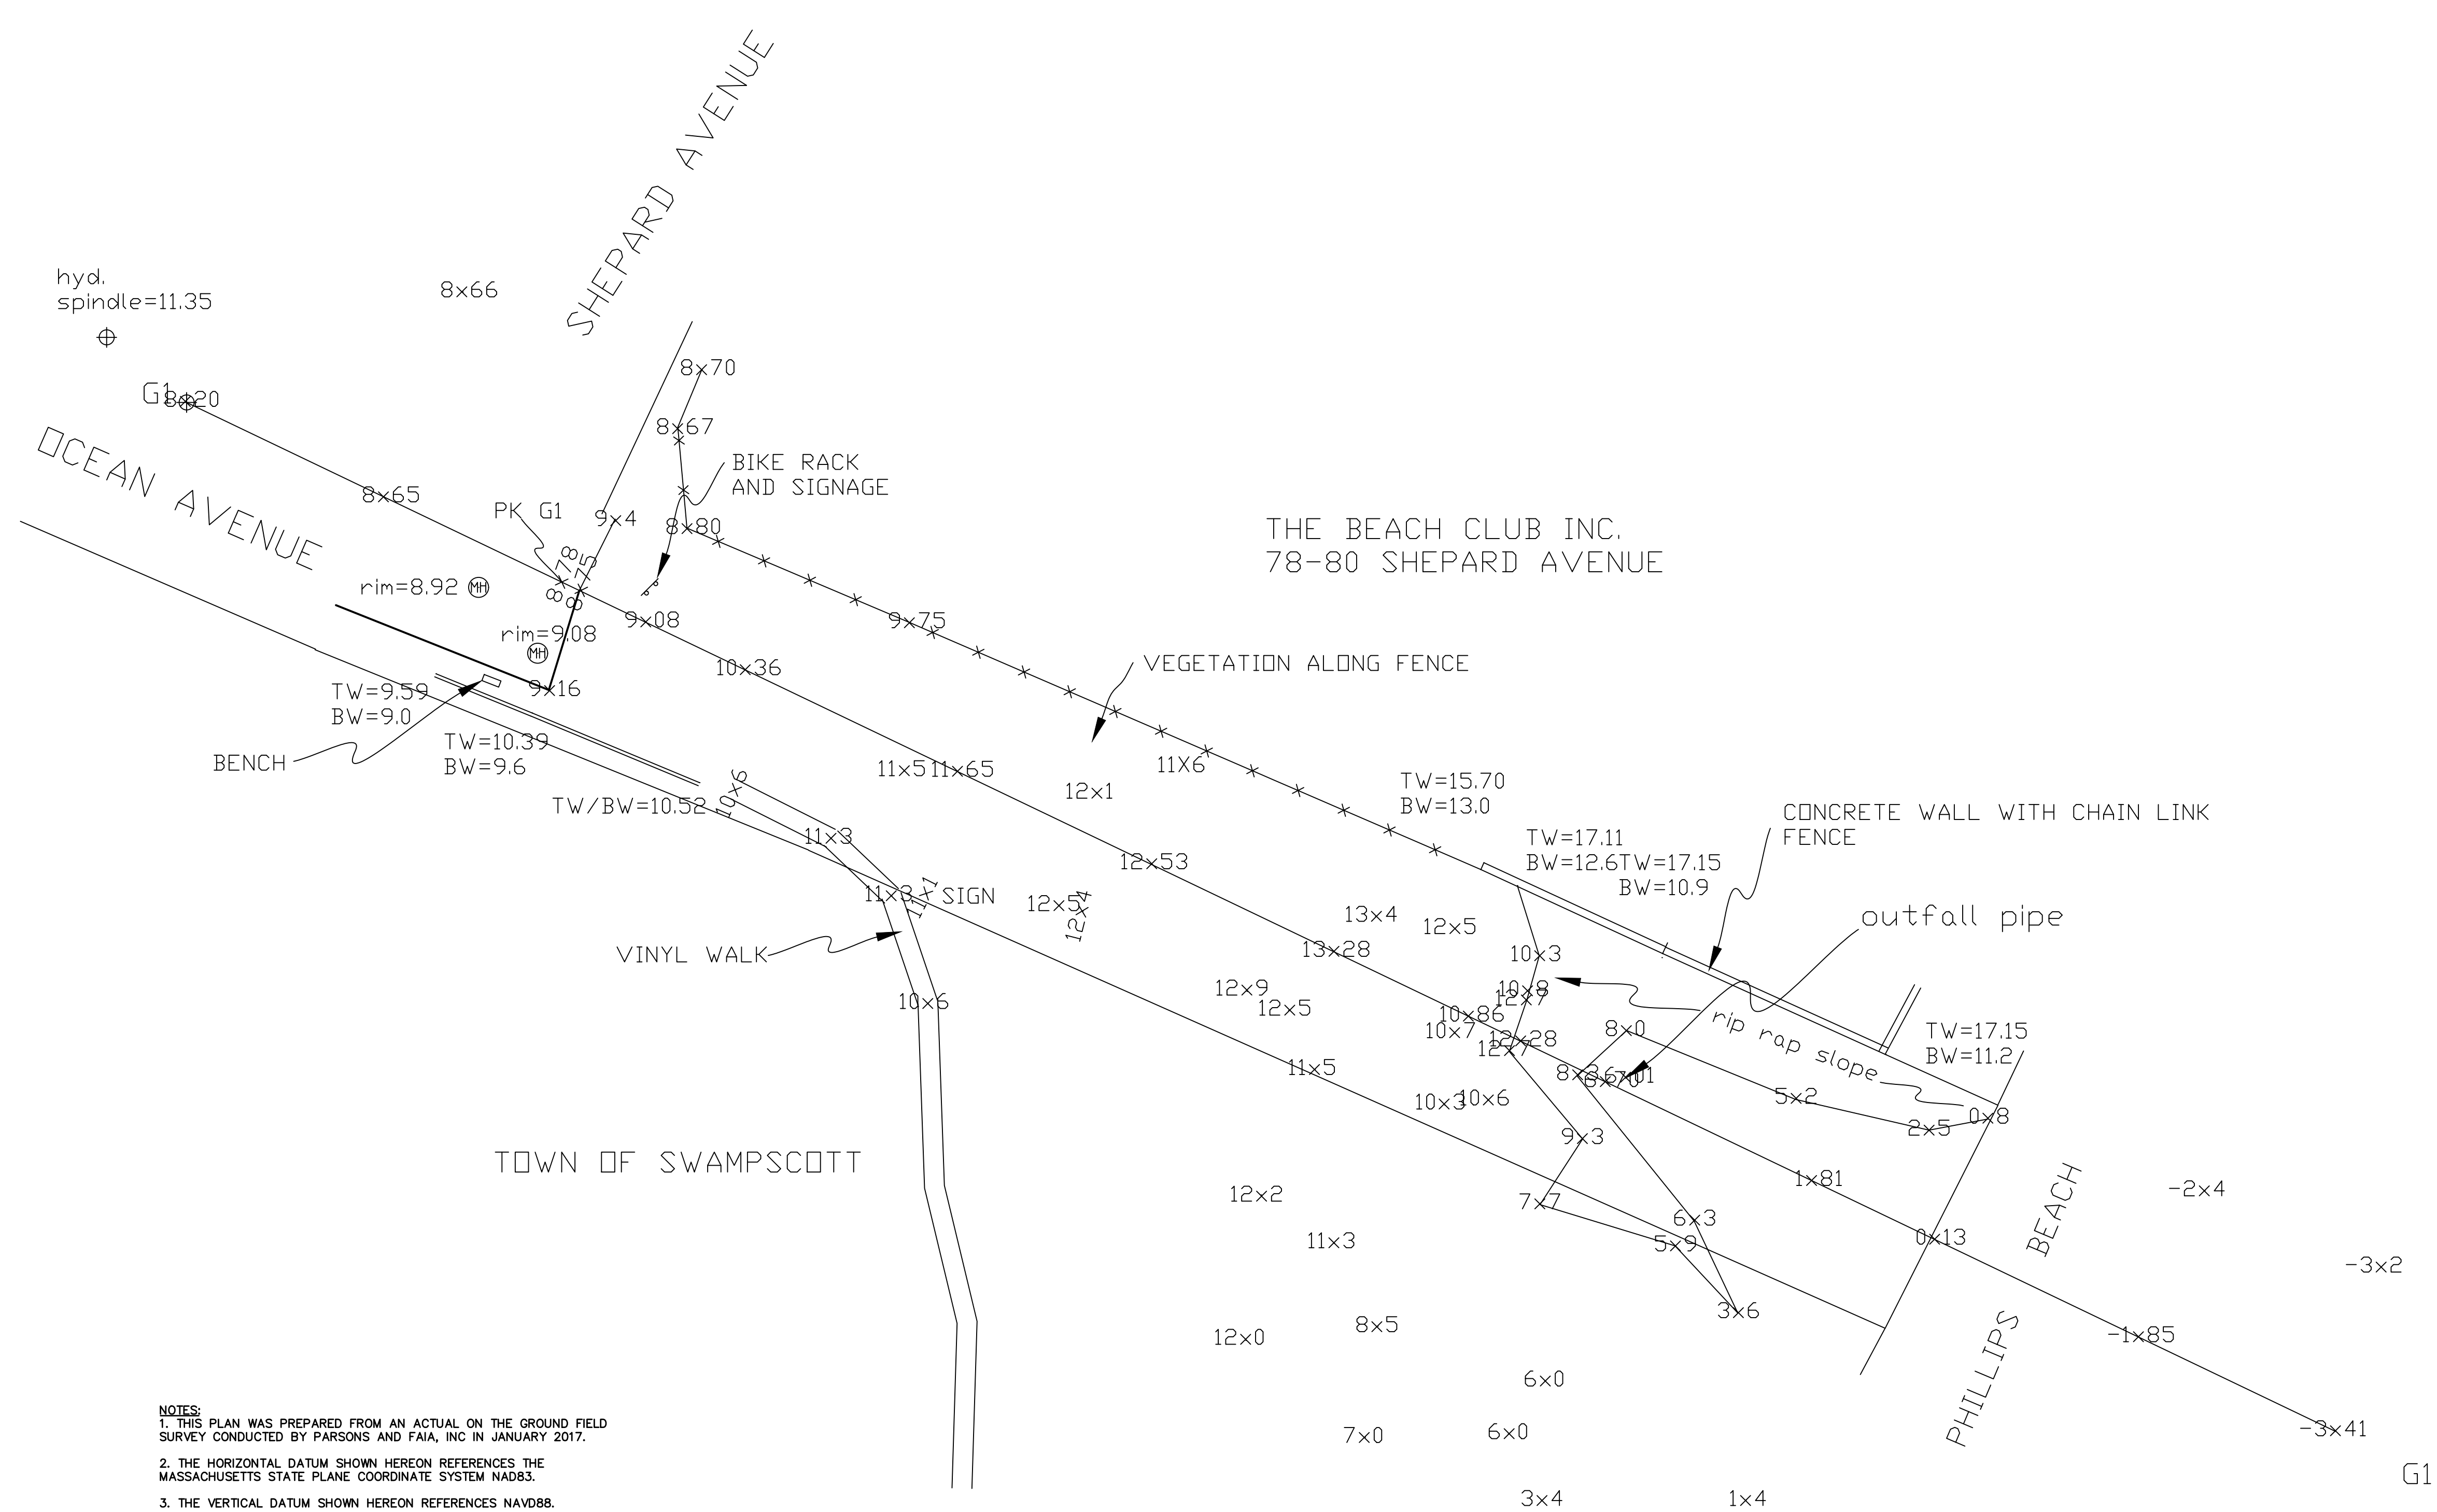 SHEPARD AVENUE
hyd.
spindle=11.35
8x66
8x70
G1
8x20
8x67
OCEAN AVENUE
BIKE RACK
AND SIGNAGE
8x65
PK G1
9x4
8x80
THE BEACH CLUB INC.
78-80 SHEPARD AVENUE
8x78
8x75
rim=8.92 MH
9x08
9x75
rim=9.08
MH
10x36
VEGETATION ALONG FENCE
TW=9.59
BW=9.0
9x16
BENCH
TW=10.39
BW=9.6
11x5
11x65
11X6
12x1
TW=15.70
BW=13.0
TW/BW=10.52
10x6
CONCRETE WALL WITH CHAIN LINK
FENCE
11x3
TW=17.11
BW=12.6
TW=17.15
BW=10.9
12x53
11x3
11x1
SIGN
12x5
12x4
13x4
12x5
outfall pipe
VINYL WALK
13x28
10x3
12x9
10x8
12x7
10x6
12x5
10x86
rip rap slope
10x7
12x28
8x0
TW=17.15
BW=11.2
12x7
11x5
8x3
6x70
6x01
10x3
10x6
5x2
0x8
2x5
9x3
TOWN OF SWAMPSCOTT
1x81
12x2
7x7
-2x4
6x3
11x3
5x9
0x13
PHILLIPS BEACH
-3x2
3x6
8x5
12x0
-1x85
6x0
7x0
6x0
-3x41
G1
3x4
1x4
NOTES:
1. THIS PLAN WAS PREPARED FROM AN ACTUAL ON THE GROUND FIELD
SURVEY CONDUCTED BY PARSONS AND FAIA, INC IN JANUARY 2017.
2. THE HORIZONTAL DATUM SHOWN HEREON REFERENCES THE
MASSACHUSETTS STATE PLANE COORDINATE SYSTEM NAD83.
3. THE VERTICAL DATUM SHOWN HEREON REFERENCES NAVD88.